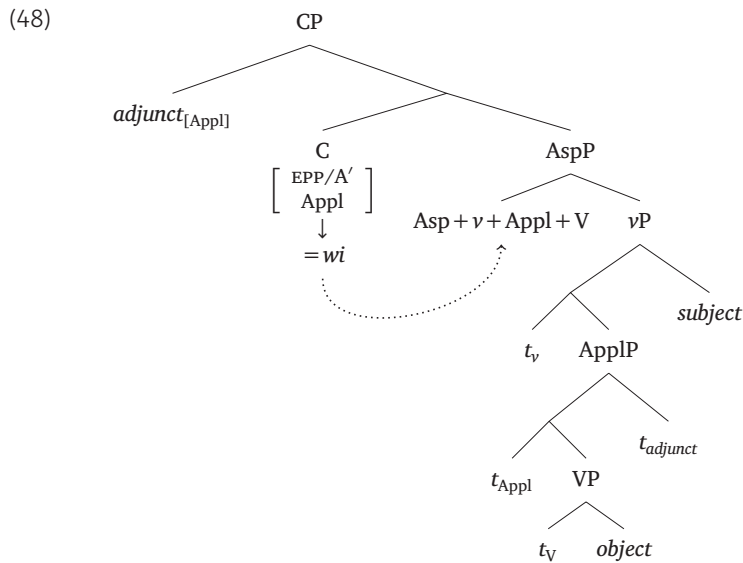 (48)
CP
adjunct[Appl]
C
AspP
[ EPP/A′
Appl ]
↓
Asp + v + Appl + V
vP
= wi
subject
tv
ApplP
tadjunct
tAppl
VP
tV
object